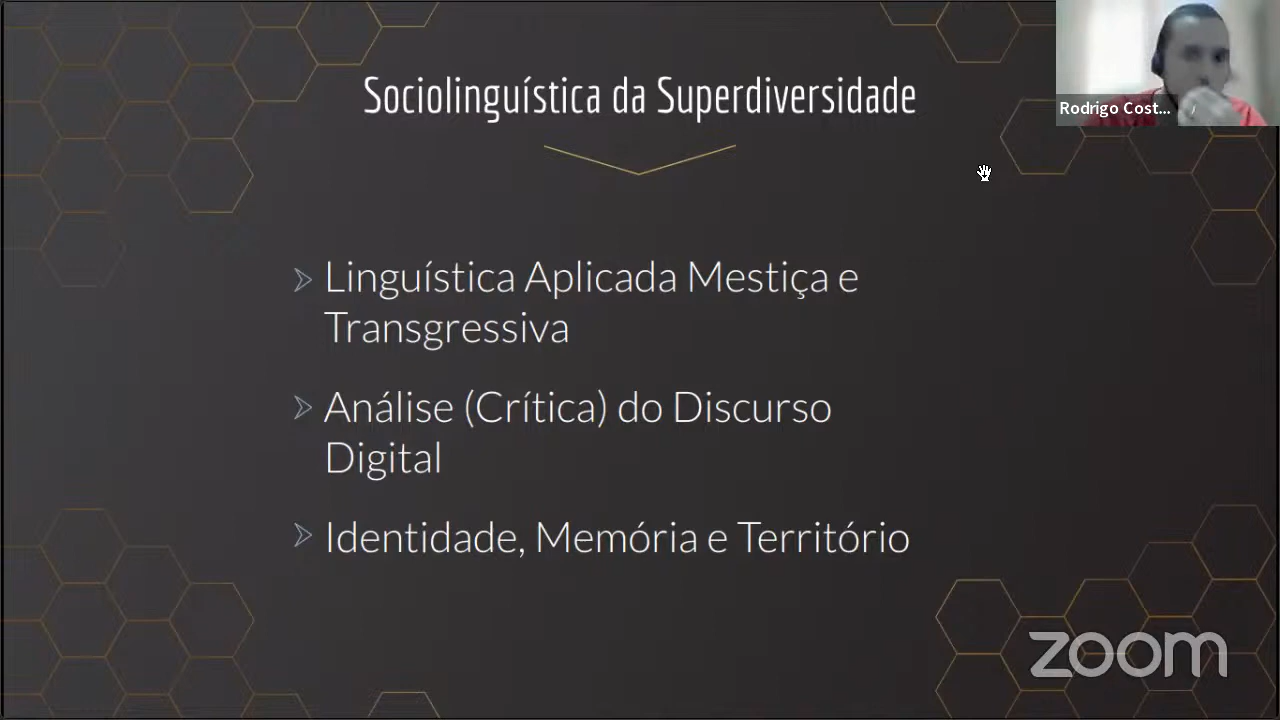 Sociolinguística da Superdiversidade
Rodrigo Cost...
Linguística Aplicada Mestiça e
Transgressiva
Análise (Crítica) do Discurso
Digital
Identidade, Memória e Território
zoom